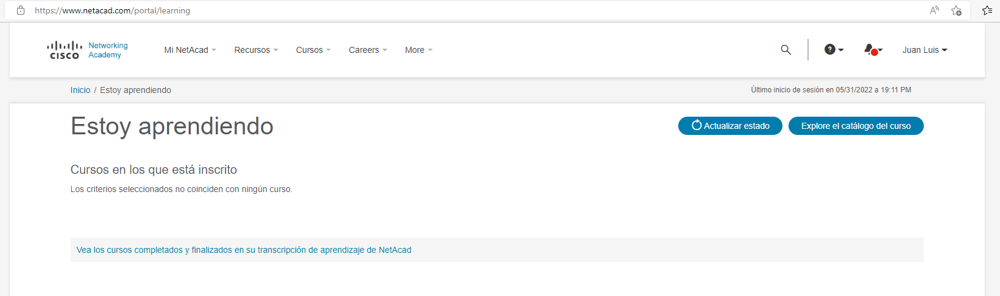 https://www.netacad.com/portal/learning
cisco Networking Academy
Mi NetAcad Recursos Cursos Careers More
Juan Luis
Inicio / Estoy aprendiendo
Último inicio de sesión en 05/31/2022 a 19:11 PM
Estoy aprendiendo
Actualizar estado
Explore el catálogo del curso
Cursos en los que está inscrito
Los criterios seleccionados no coinciden con ningún curso.
Vea los cursos completados y finalizados en su transcripción de aprendizaje de NetAcad